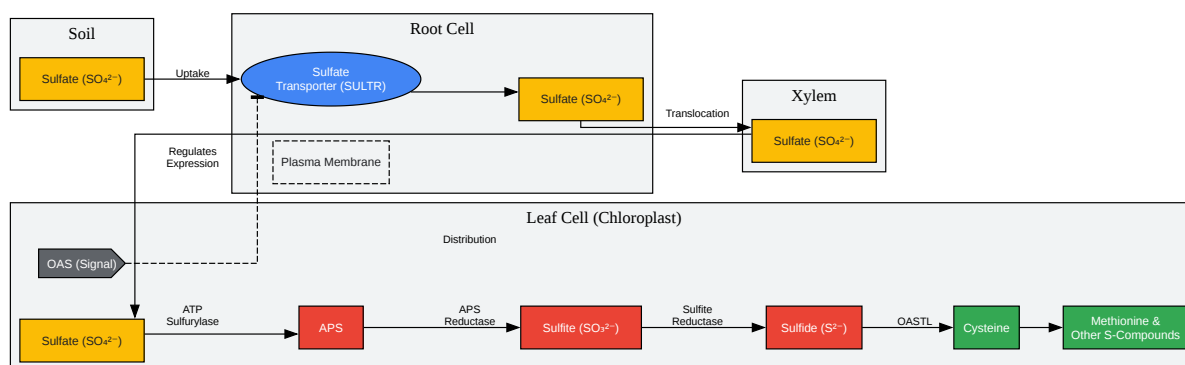 Soil
Sulfate (SO₄²⁻)
Uptake
Root Cell
Sulfate
Transporter (SULTR)
Sulfate (SO₄²⁻)
Plasma Membrane
Translocation
Xylem
Sulfate (SO₄²⁻)
Regulates
Expression
Leaf Cell (Chloroplast)
Distribution
OAS (Signal)
Sulfate (SO₄²⁻)
ATP
Sulfurylase
APS
APS
Reductase
Sulfite (SO₃²⁻)
Sulfite
Reductase
Sulfide (S²⁻)
OASTL
Cysteine
Methionine &
Other S-Compounds